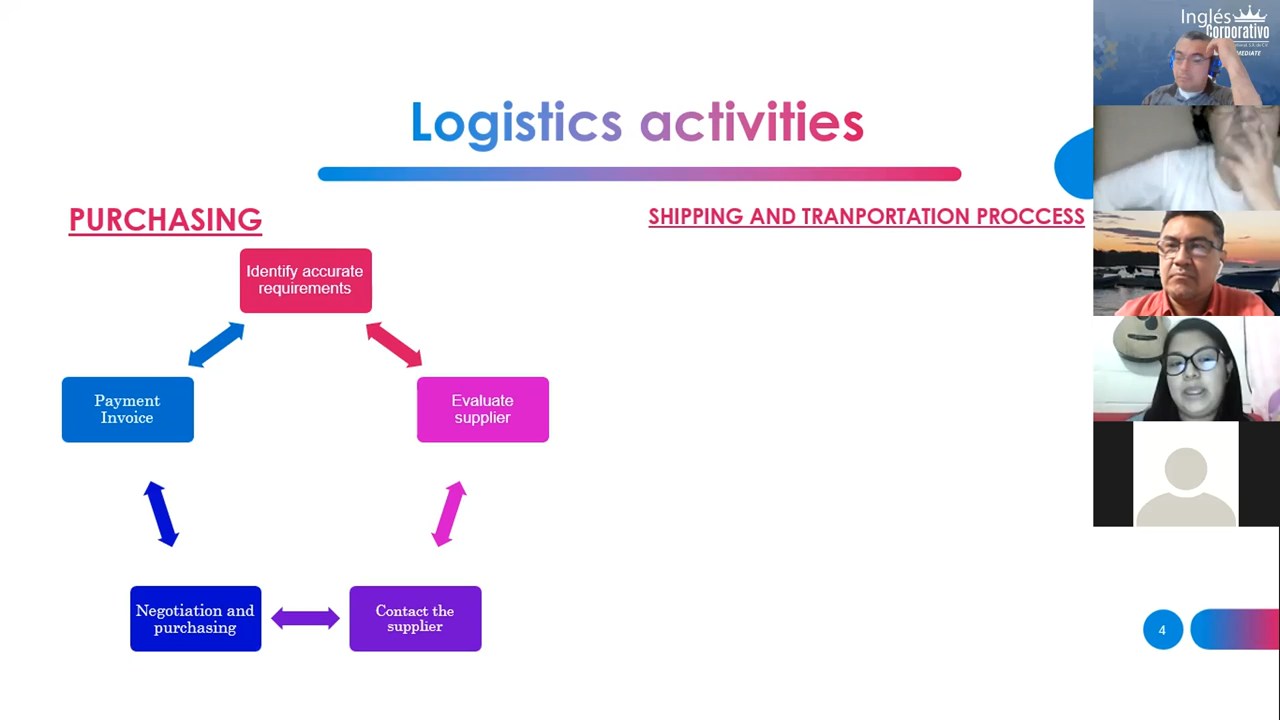 Logistics activities
PURCHASING
Identify accurate
requirements
Evaluate
supplier
Contact the
supplier
Negotiation and
purchasing
Payment
Invoice
SHIPPING AND TRANPORTATION PROCCESS
4
Inglés
Corporativo